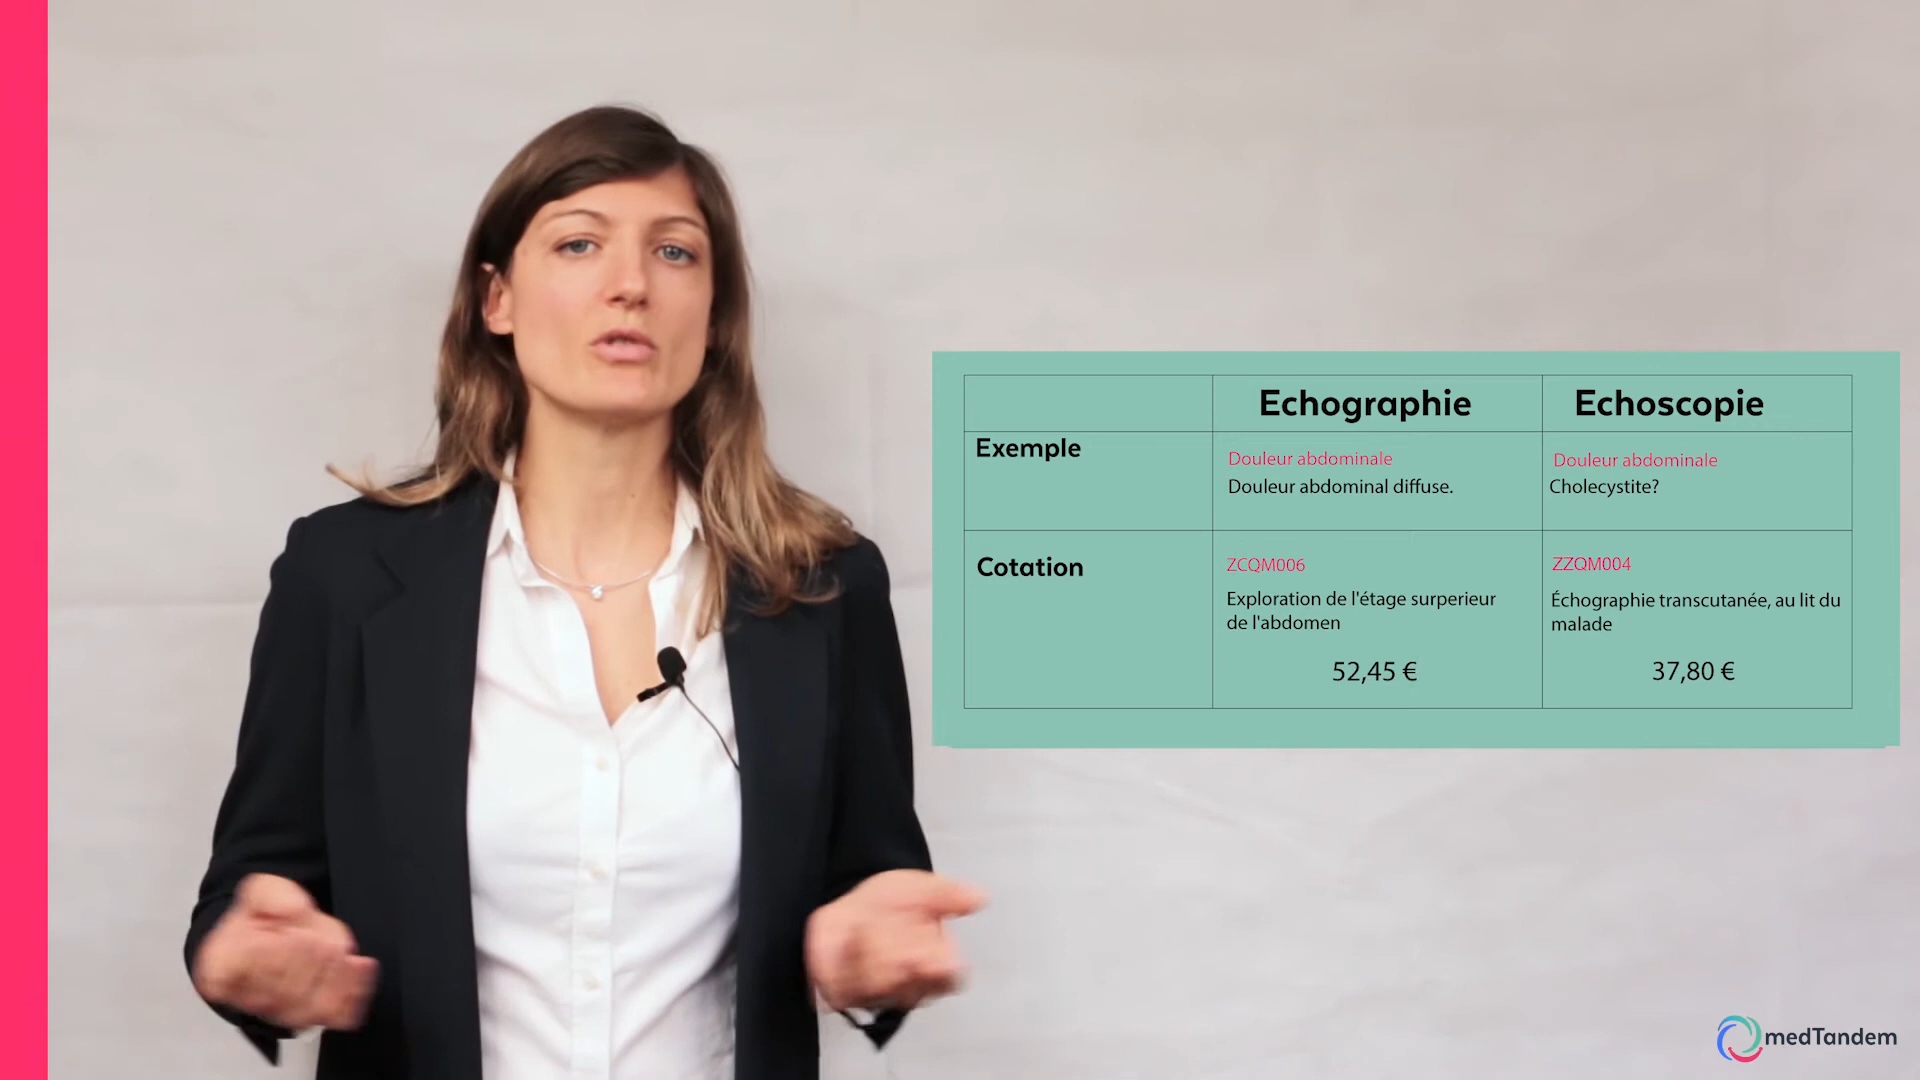 Echographie
Echoscopie
Exemple
Douleur abdominale
Douleur abdominal diffuse.
Douleur abdominale
Cholecystite?
Cotation
ZCQM006
Exploration de l'étage surperieur
de l'abdomen
52,45 €
ZZQM004
Échographie transcutanée, au lit du
malade
37,80 €
medTandem